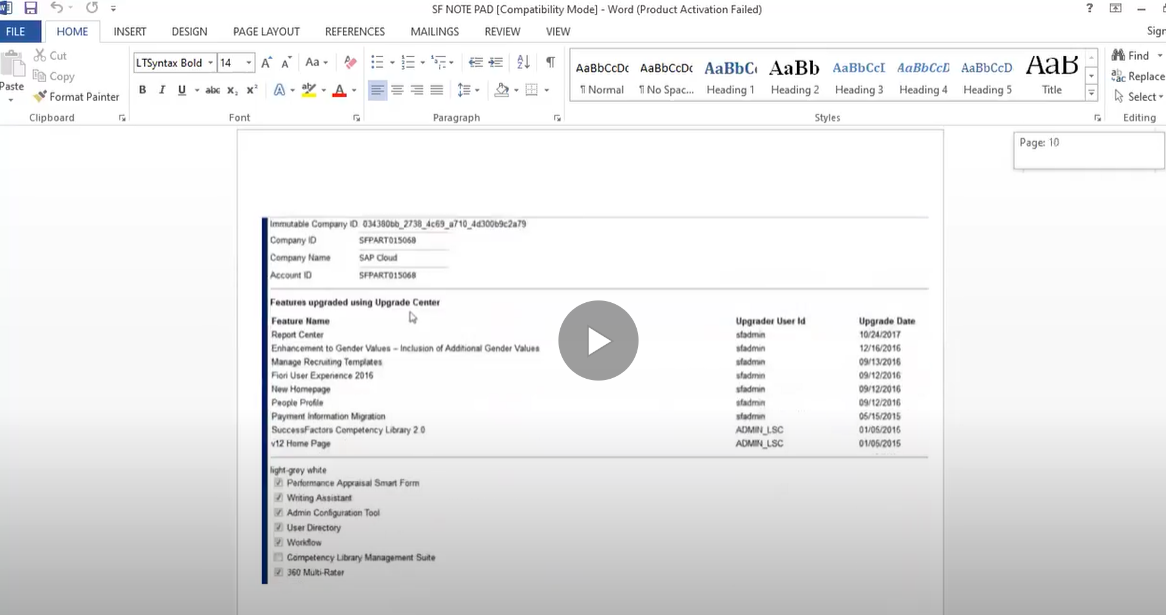 SF NOTE PAD [Compatibility Mode] - Word (Product Activation Failed)
FILE HOME INSERT DESIGN PAGE LAYOUT REFERENCES MAILINGS REVIEW VIEW Sign
Cut
Copy
Paste
Format Painter
LTSyntax Bold 14
Aa
B I U abc x₂ x²
A ab A
AaBbCcDc AaBbCcDc AaBbC AaBb AaBbCcI AaBbCcD AaBbCcD AaB
¶ Normal ¶ No Spac... Heading 1 Heading 2 Heading 3 Heading 4 Heading 5 Title
Find
Replace
Select
Clipboard Font Paragraph Styles Editing
Page: 10
Immutable Company ID 034380bb_2738_4c69_a710_4d300b9c2a79
Company ID SFPART015068
Company Name SAP Cloud
Account ID SFPART015068
Features upgraded using Upgrade Center
Feature Name Upgrader User Id Upgrade Date
Report Center sfadmin 10/24/2017
Enhancement to Gender Values – Inclusion of Additional Gender Values sfadmin 12/16/2016
Manage Recruiting Templates sfadmin 09/13/2016
Fiori User Experience 2016 sfadmin 09/12/2016
New Homepage sfadmin 09/12/2016
People Profile sfadmin 09/12/2016
Payment Information Migration sfadmin 05/15/2015
SuccessFactors Competency Library 2.0 ADMIN_LSC 01/05/2015
v12 Home Page ADMIN_LSC 01/05/2015
light-grey white
Performance Appraisal Smart Form
Writing Assistant
Admin Configuration Tool
User Directory
Workflow
Competency Library Management Suite
360 Multi-Rater